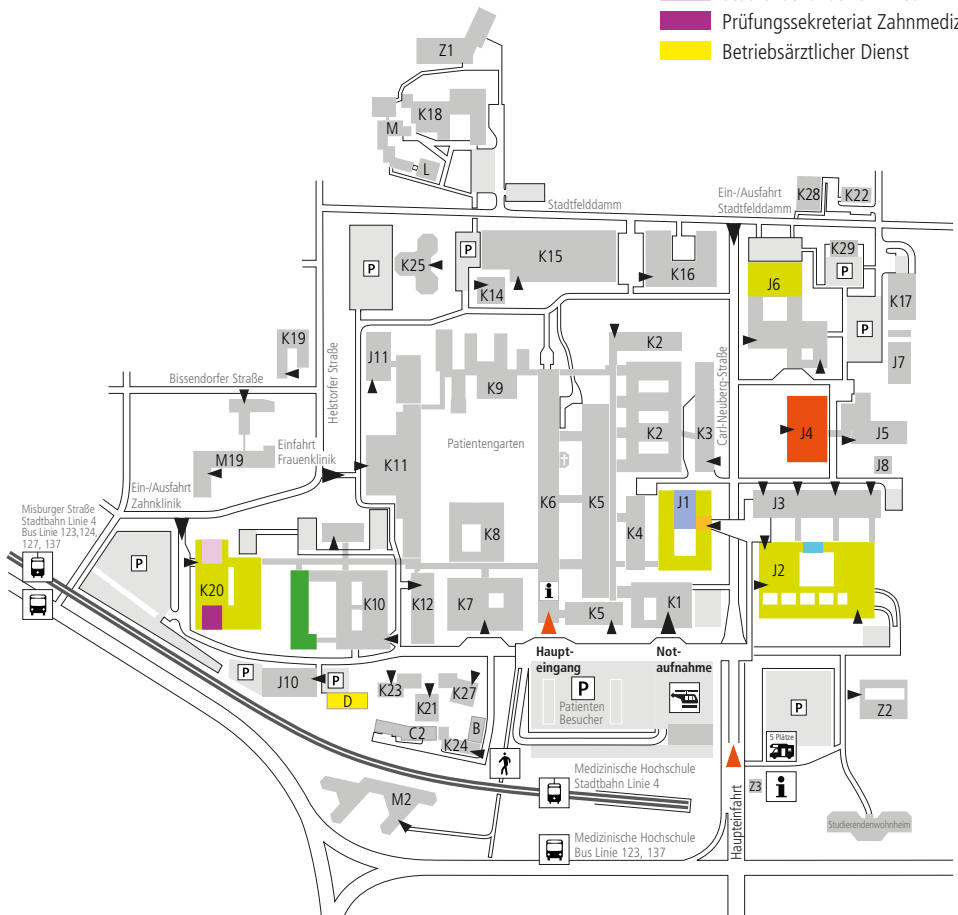 Prüfungssekreteriat Zahnmediz
Betriebsärztlicher Dienst
Z1
K18
M
L
Stadtfelddamm
Ein-/Ausfahrt
Stadtfelddamm
K28
K22
K25
P
K15
K14
K16
K29
P
J6
K17
P
P
J7
K19
Bissendorfer Straße
Helstorfer Straße
J11
K9
K2
Carl-Neuberg-Straße
K2
K3
J4
J5
J8
Patientengarten
M19
Einfahrt
Frauenklinik
K11
K6
K5
K4
J1
J3
J2
K8
Ein-/Ausfahrt
Zahnklinik
Misburger Straße
Stadtbahn Linie 4
Bus Linie 123,124,
127, 137
P
K20
K10
K12
K7
i
K5
K1
Haupt-
eingang
Not-
aufnahme
P
Patienten
Besucher
P
J10
P
D
K23
K21
K27
C2
K24
B
M2
Medizinische Hochschule
Stadtbahn Linie 4
Medizinische Hochschule
Bus Linie 123, 137
Haupteinfahrt
P
5 Plätze
Z3
i
Z2
Studierendenwohnheim